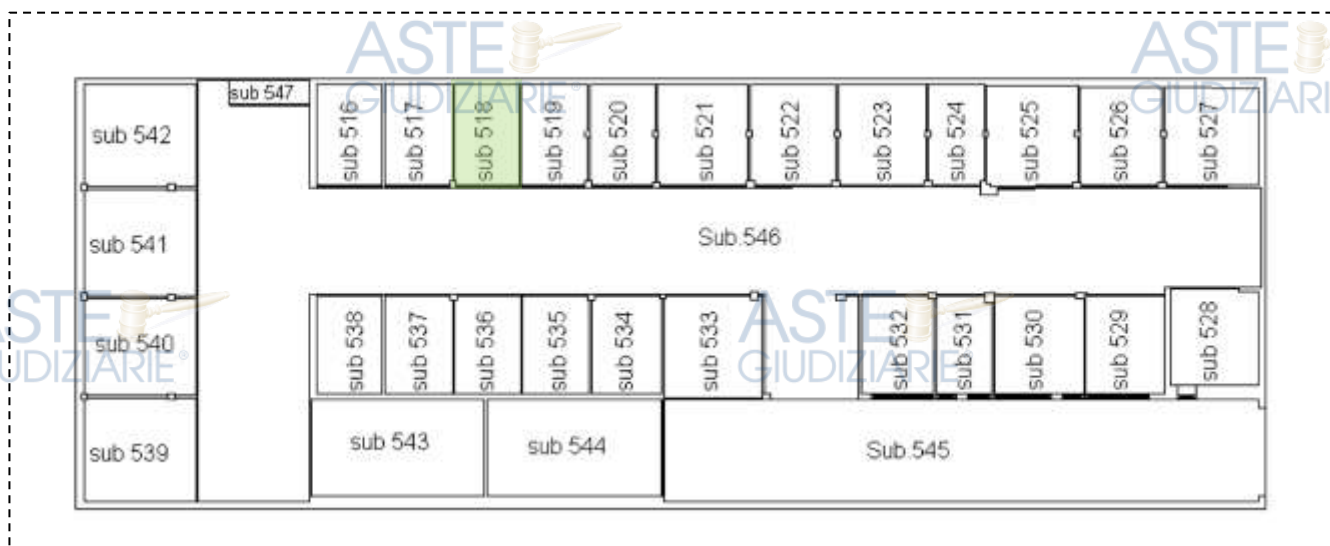 ASTE
GIUDIZIARIE®
ASTE
GIUDIZIARI
sub 547
sub 516
sub 517
sub 518
sub 519
sub 520
sub 521
sub 522
sub 523
sub 524
sub 525
sub 526
sub 527
sub 542
sub 541
Sub.546
ASTE
GIUDIZIARIE®
sub 540
sub 538
sub 537
sub 536
sub 535
sub 534
sub 533
ASTE
GIUDIZIARIE®
sub 532
sub 531
sub 530
sub 529
sub 528
sub 539
sub 543
sub 544
Sub.545